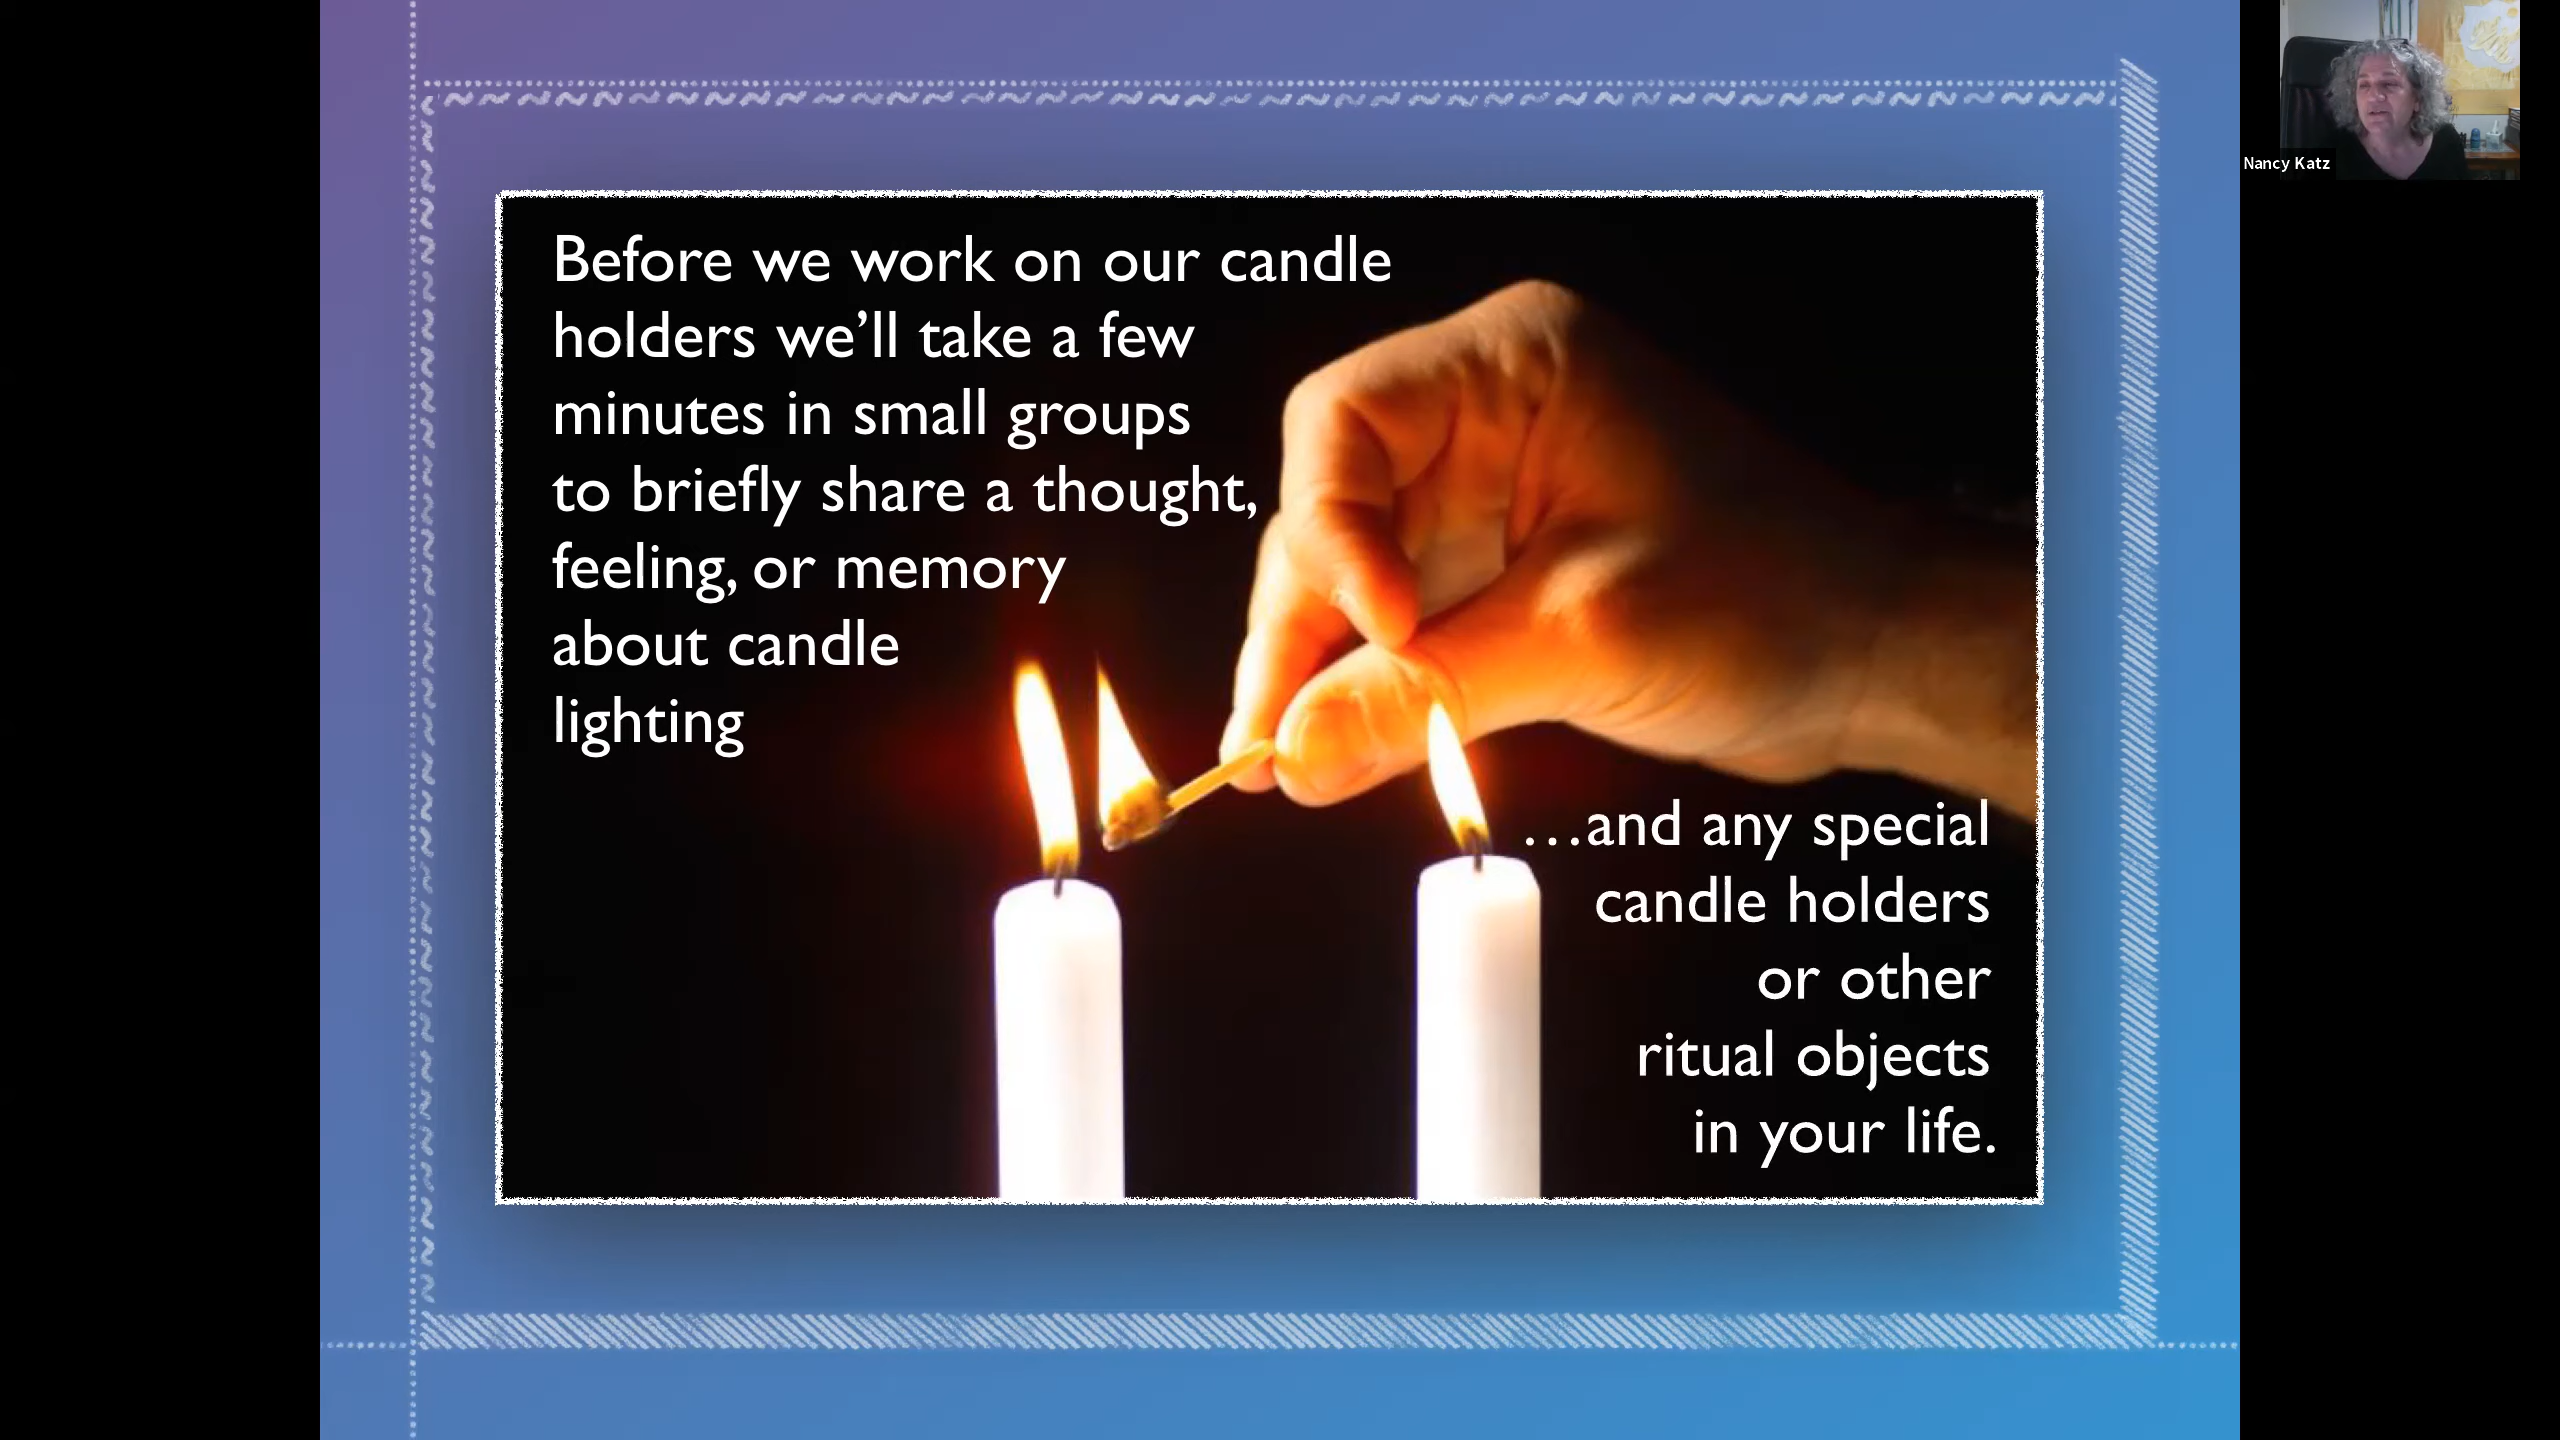 Before we work on our candle
holders we’ll take a few
minutes in small groups
to briefly share a thought,
feeling, or memory
about candle
lighting
…and any special
candle holders
or other
ritual objects
in your life.
Nancy Katz